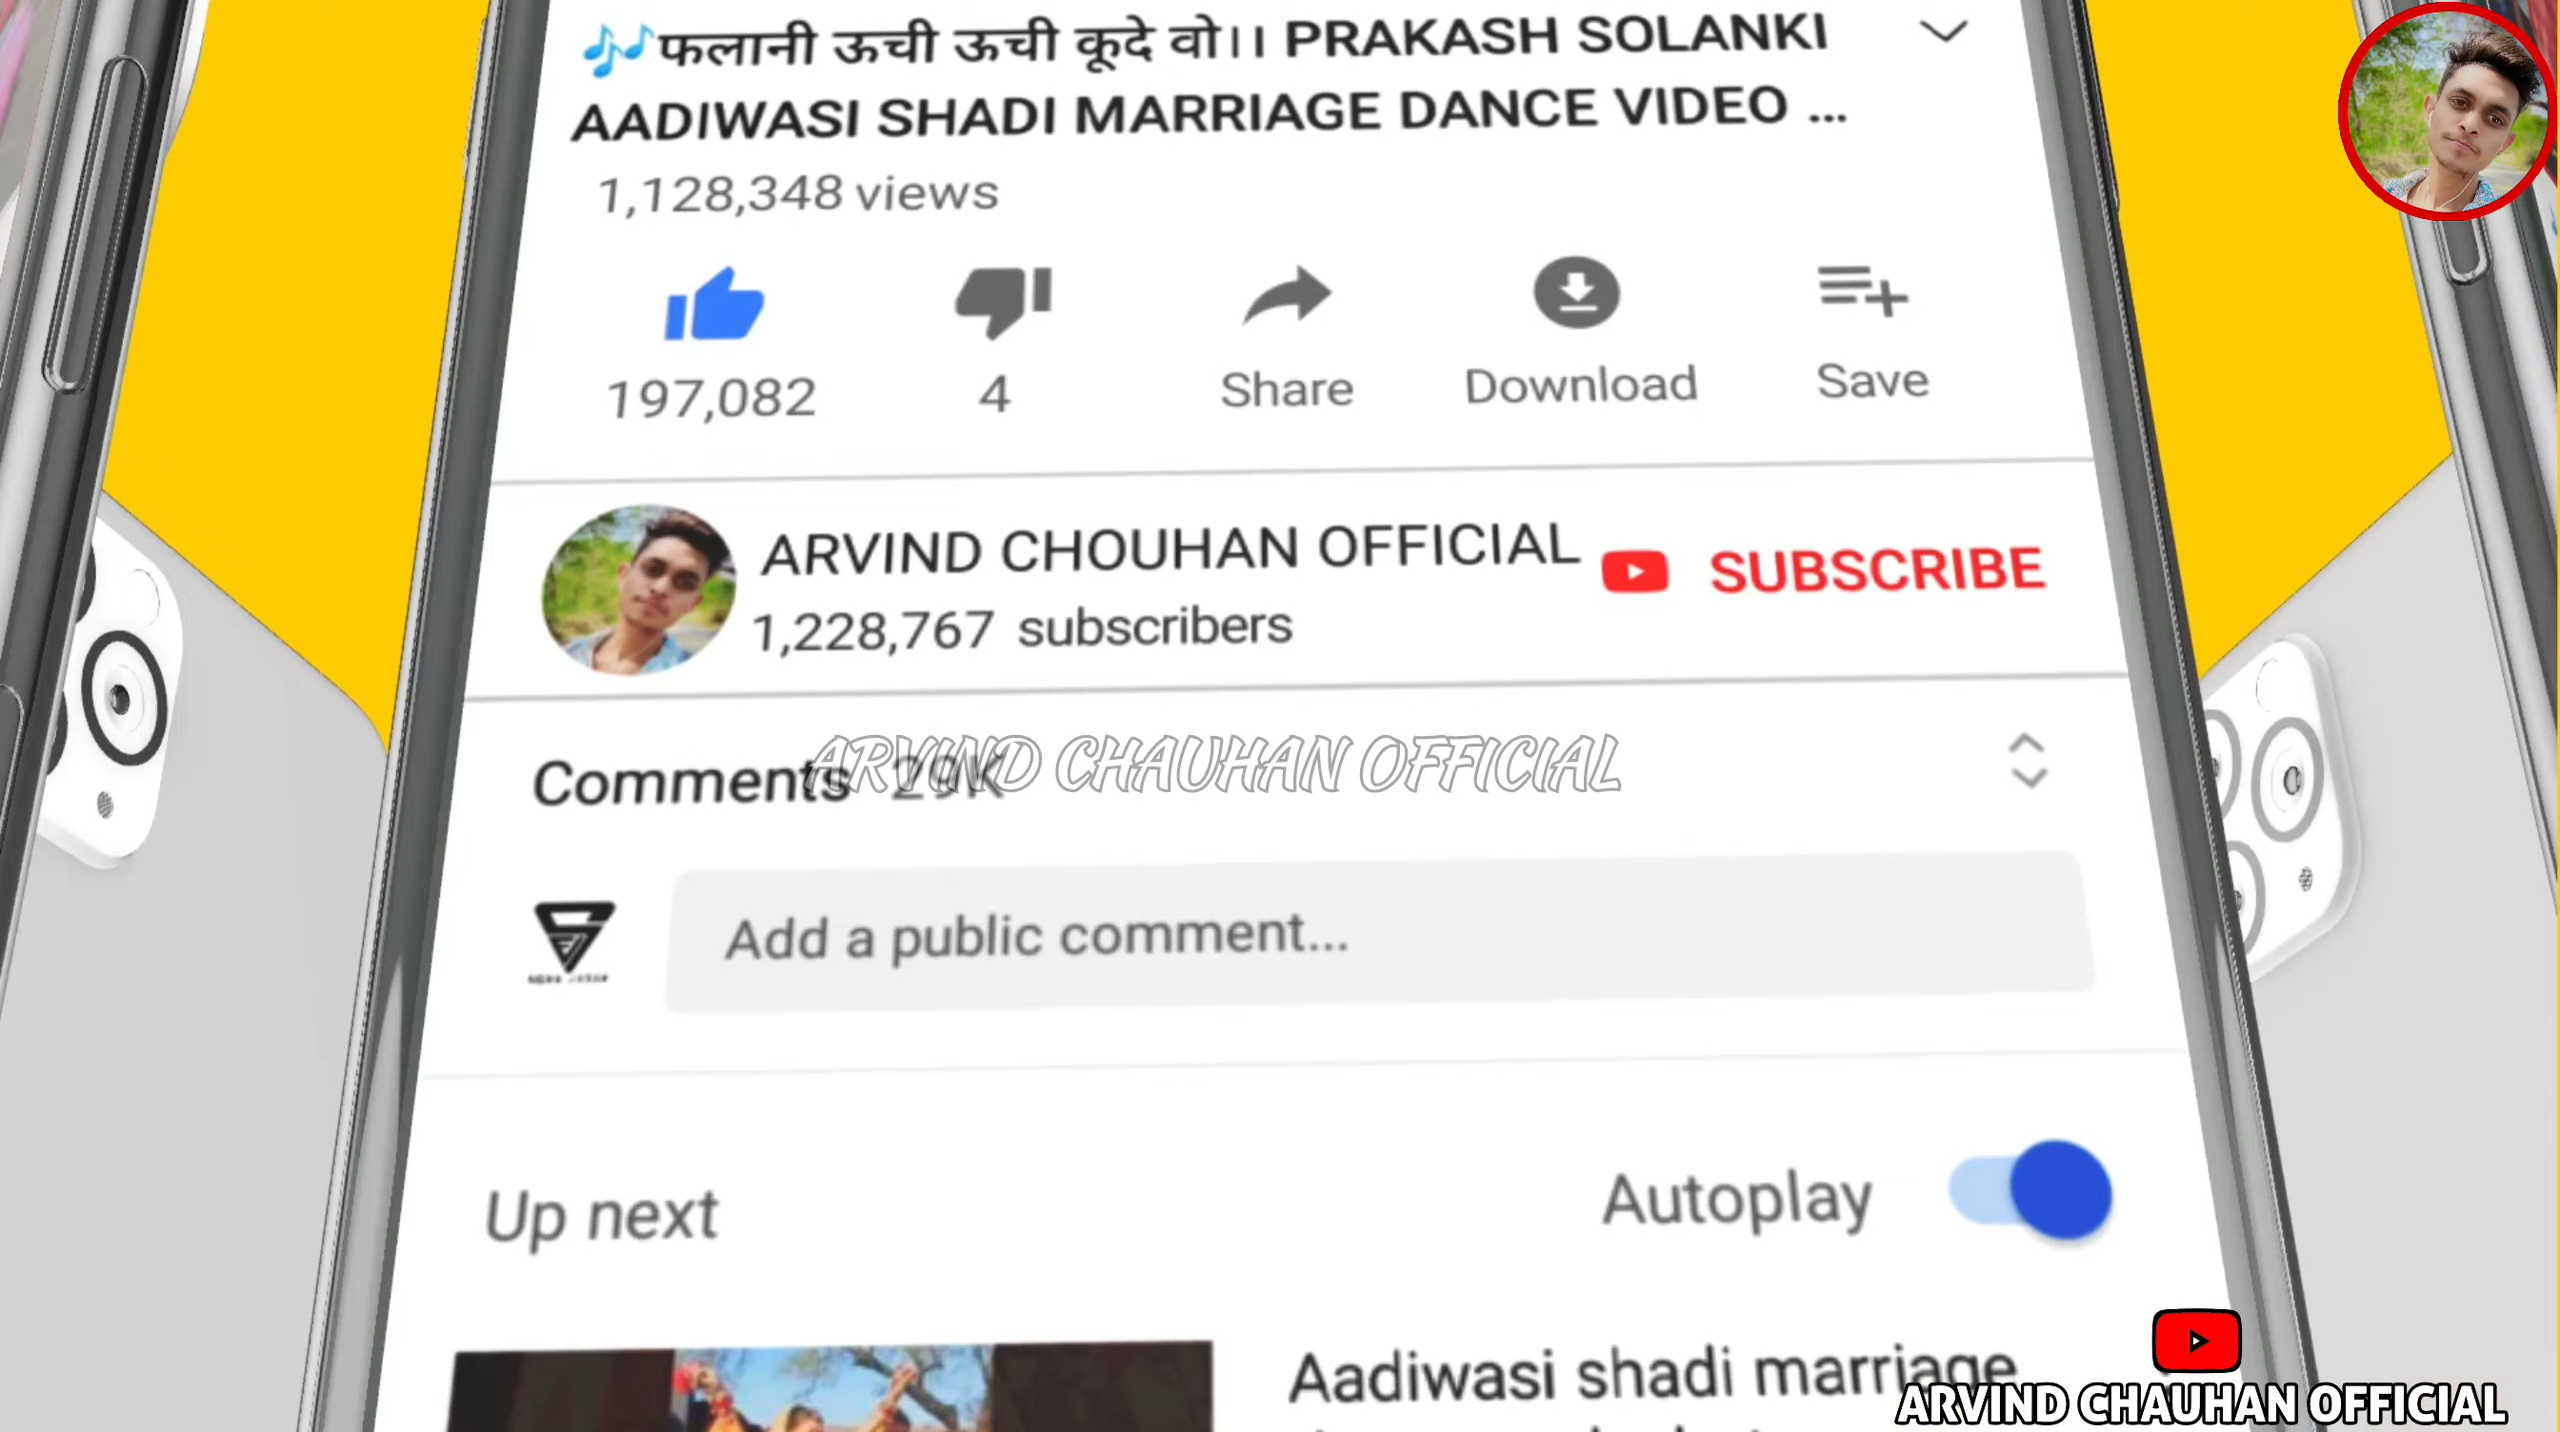 🎶फलानी ऊची ऊची कूदे वो।। PRAKASH SOLANKI
AADIWASI SHADI MARRIAGE DANCE VIDEO ...
1,128,348 views
197,082
4
Share
Download
Save
ARVIND CHOUHAN OFFICIAL
SUBSCRIBE
1,228,767 subscribers
Comments 29K
ARVIND CHAUHAN OFFICIAL
Add a public comment...
Up next
Autoplay
Aadiwasi shadi marriage
ARVIND CHAUHAN OFFICIAL